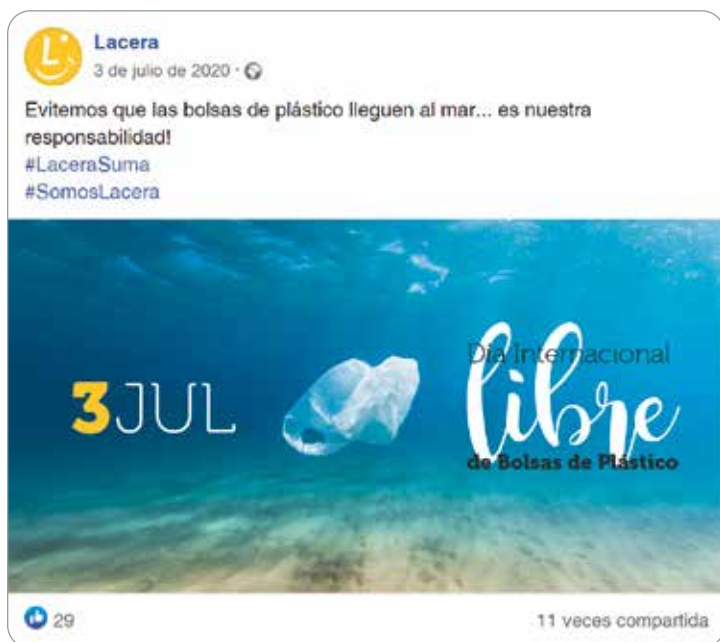 Lacera
3 de julio de 2020 ·
Evitemos que las bolsas de plástico lleguen al mar... es nuestra
responsabilidad!
#LaceraSuma
#SomosLacera
3JUL
Día Internacional
libre
de Bolsas de Plástico
29
11 veces compartida